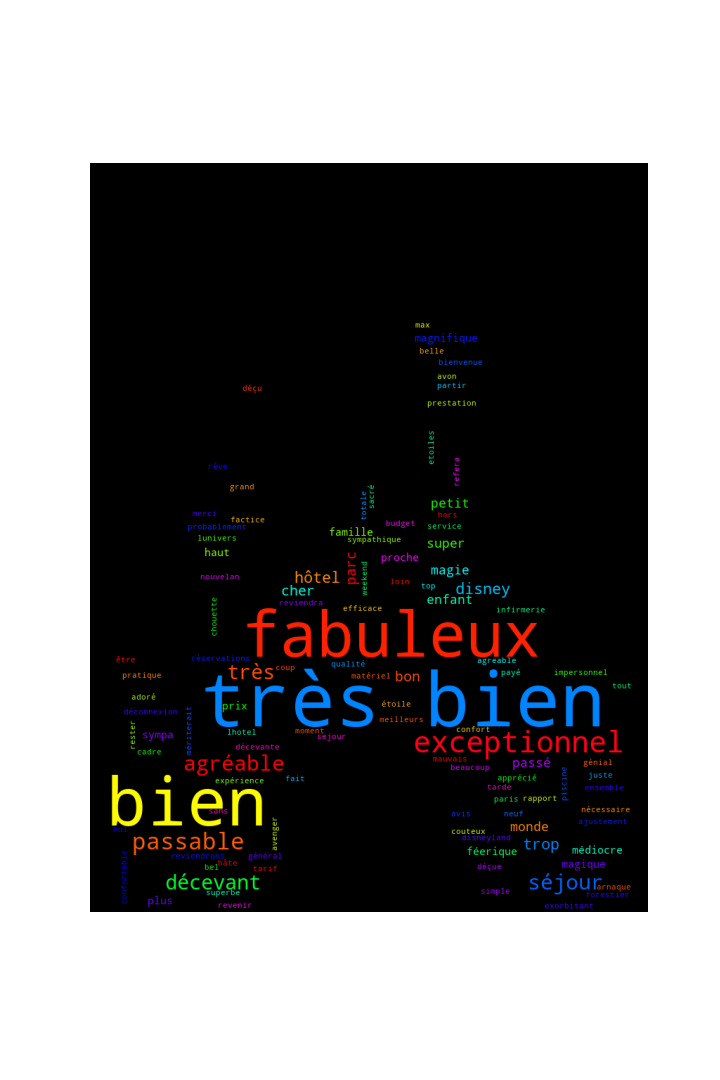 max
magnifique
belle
bienvenue
avon
partir
déçu
prestation
etoiles
refera
rêve
grand
totale
sacré
petit
merci
hors
factice
budget
probablement
service
famille
lunivers
sympathique
super
haut
parc
proche
weekend
magie
nouvelan
hôtel
loin
top
cher
disney
enfant
reviendra
chouette
efficace
infirmerie
fabuleux
être
réservations
qualité
agreable
coup
très
pratique
matériel
bon
payé
impersonnel
tout
adoré
très bien
prix
étoile
déconnexion
meilleurs
rester
sympa
mériterait
lhotel
moment
séjour
confort
cadre
décevante
exceptionnel
agréable
mauvais
passé
génial
beaucoup
expérience
fait
apprécié
piscine
juste
tarde
ensemble
bien
paris
rapport
sans
avis
neuf
nécessaire
moi
avenger
couteux
monde
ajustement
passable
disneyland
trop
féerique
médiocre
reviendrai
général
hâte
confortable
bel
tarif
déçue
magique
décevant
séjour
superbe
simple
arnaque
forestier
plus
revenir
exorbitant